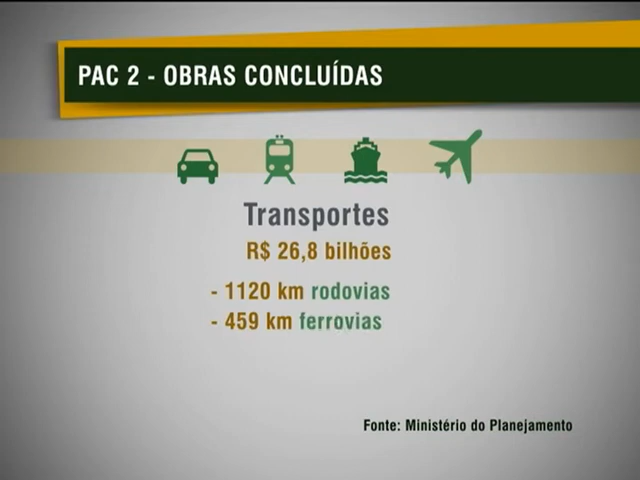 PAC 2 - OBRAS CONCLUÍDAS
Transportes
R$ 26,8 bilhões
- 1120 km rodovias
- 459 km ferrovias
Fonte: Ministério do Planejamento